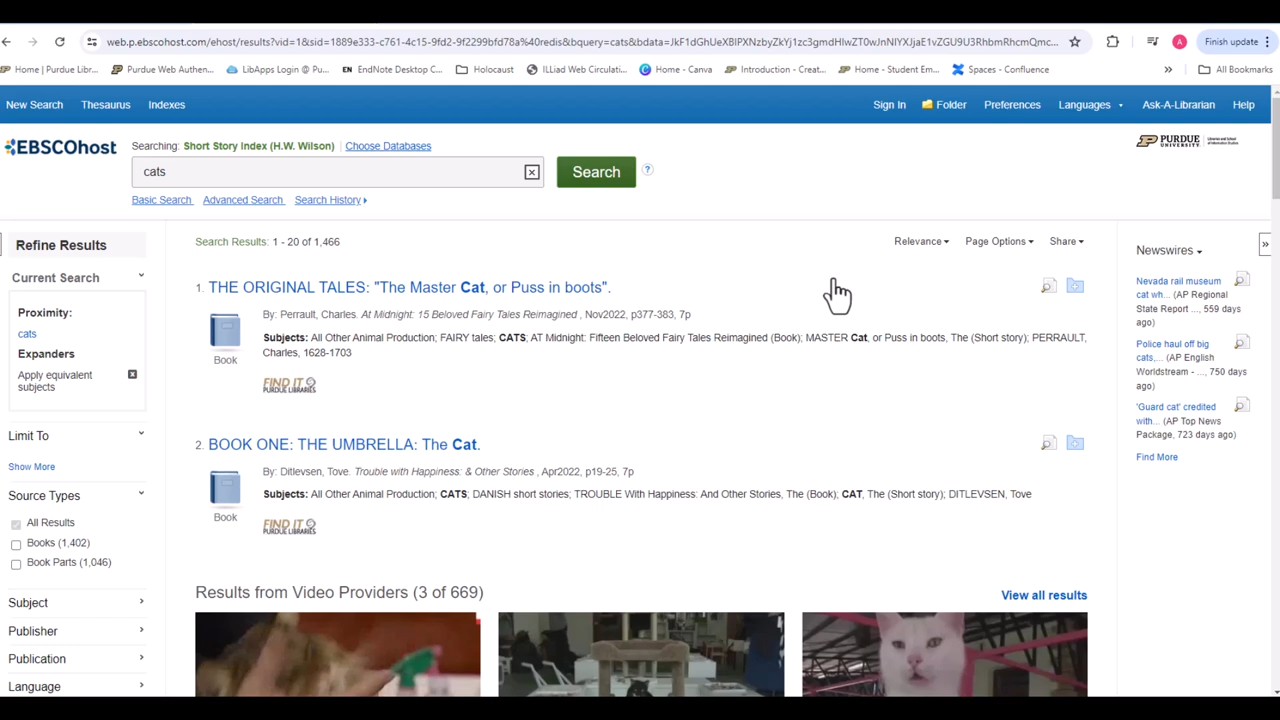 web.p.ebscohost.com/ehost/results?vid=1&sid=1889e333-c761-4c15-9fd2-9f2299bfd78a%40redis&bquery=cats&bdata=JkF1dGhUeXBlPXNzbyZkYj1zc3gmdHlwZT0wJnNlYXJjaE1vZGU9U3RhbmRhcmQmc...
Finish update
Home | Purdue Libr... Purdue Web Authen... LibApps Login @ Pu... EN EndNote Desktop C... Holocaust ILLiad Web Circulati... Home - Canva Introduction - Creat... Home - Student Em... Spaces - Confluence » All Bookmarks
New Search Thesaurus Indexes Sign In Folder Preferences Languages Ask-A-Librarian Help
EBSCOhost
Searching: Short Story Index (H.W. Wilson) Choose Databases
PURDUE UNIVERSITY
cats
Search
Basic Search Advanced Search Search History
Refine Results
Current Search
Proximity:
cats
Expanders
Apply equivalent
subjects
Limit To
Show More
Source Types
All Results
Books (1,402)
Book Parts (1,046)
Subject
Publisher
Publication
Language
Search Results: 1 - 20 of 1,466
Relevance Page Options Share
1. THE ORIGINAL TALES: "The Master Cat, or Puss in boots".
By: Perrault, Charles. At Midnight: 15 Beloved Fairy Tales Reimagined , Nov2022, p377-383, 7p
Subjects: All Other Animal Production; FAIRY tales; CATS; AT Midnight: Fifteen Beloved Fairy Tales Reimagined (Book); MASTER Cat, or Puss in boots, The (Short story); PERRAULT,
Charles, 1628-1703
Book
FIND IT
PURDUE LIBRARIES
2. BOOK ONE: THE UMBRELLA: The Cat.
By: Ditlevsen, Tove. Trouble with Happiness: & Other Stories , Apr2022, p19-25, 7p
Subjects: All Other Animal Production; CATS; DANISH short stories; TROUBLE With Happiness: And Other Stories, The (Book); CAT, The (Short story); DITLEVSEN, Tove
Book
FIND IT
PURDUE LIBRARIES
Results from Video Providers (3 of 669)
View all results
Newswires
»
Nevada rail museum
cat wh... (AP Regional
State Report ..., 559 days
ago)
Police haul off big
cats,... (AP English
Worldstream - ..., 750 days
ago)
'Guard cat' credited
with... (AP Top News
Package, 723 days ago)
Find More